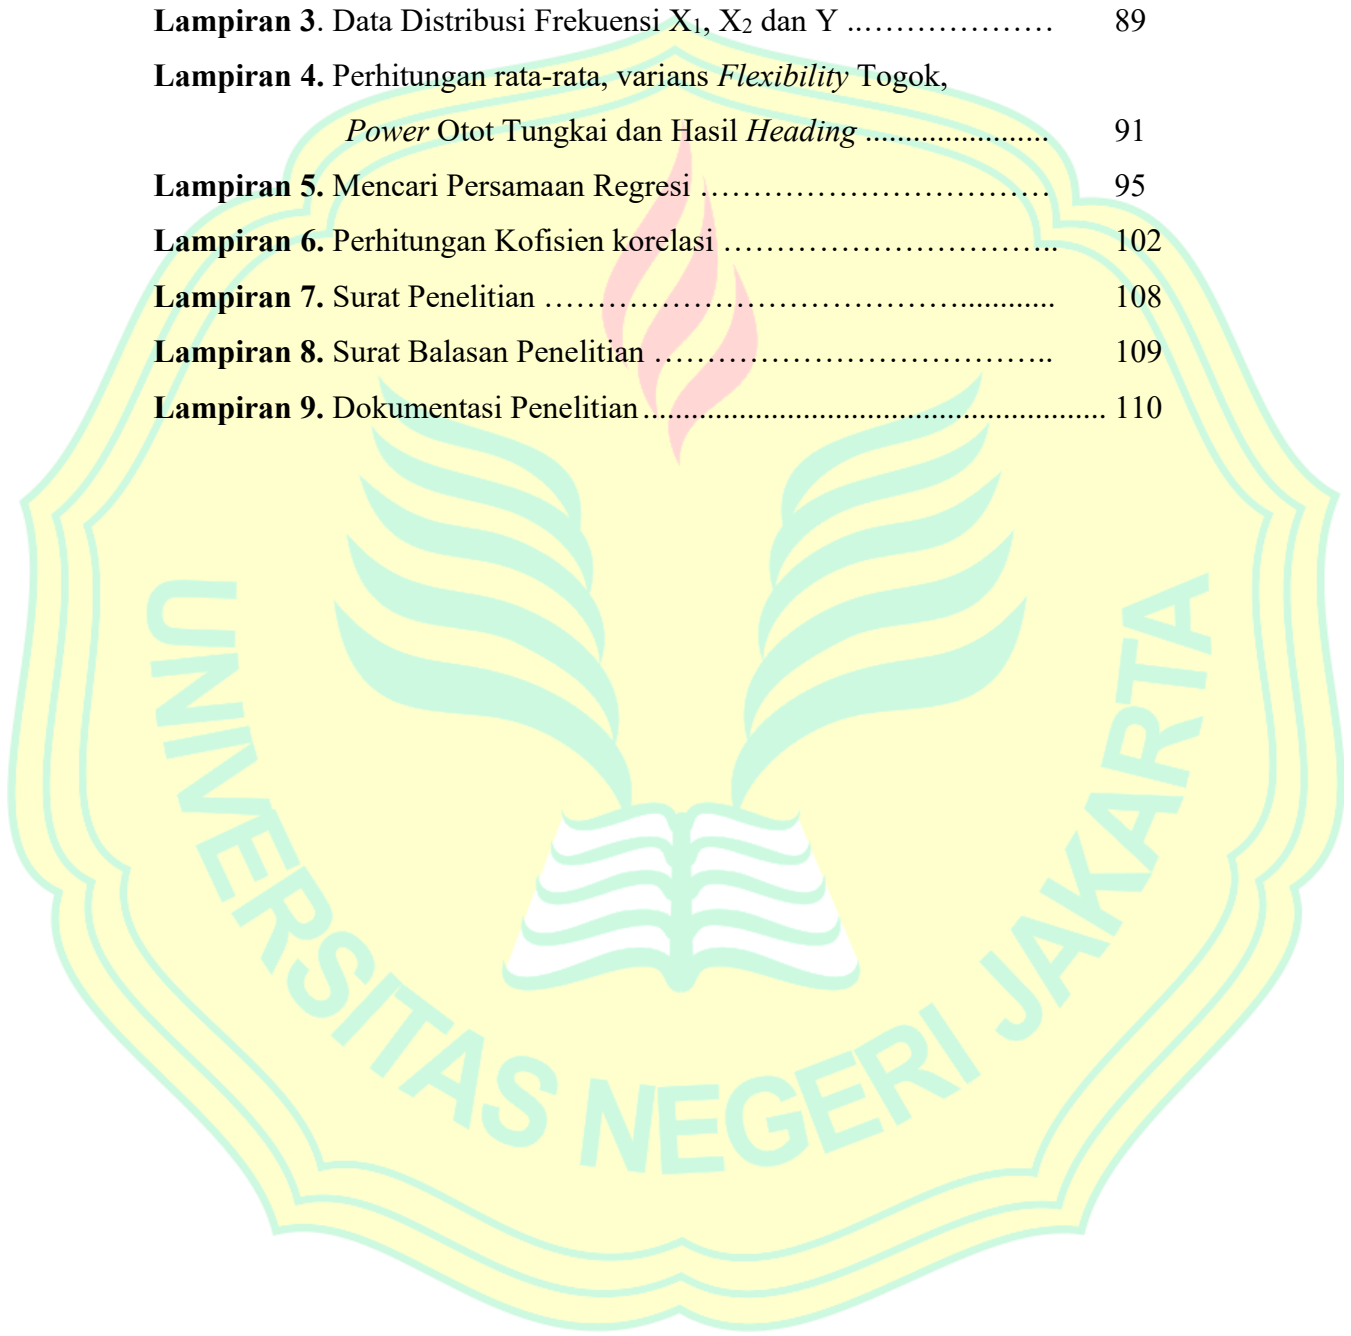 Lampiran 3. Data Distribusi Frekuensi X₁, X₂ dan Y ...……………… 89
Lampiran 4. Perhitungan rata-rata, varians Flexibility Togok,
Power Otot Tungkai dan Hasil Heading ....................... 91
Lampiran 5. Mencari Persamaan Regresi …………………………… 95
Lampiran 6. Perhitungan Kofisien korelasi ………………………….. 102
Lampiran 7. Surat Penelitian …………………………………............ 108
Lampiran 8. Surat Balasan Penelitian ……………………………….. 109
Lampiran 9. Dokumentasi Penelitian ...................................................... 110
UNIVERSITAS NEGERI JAKARTA